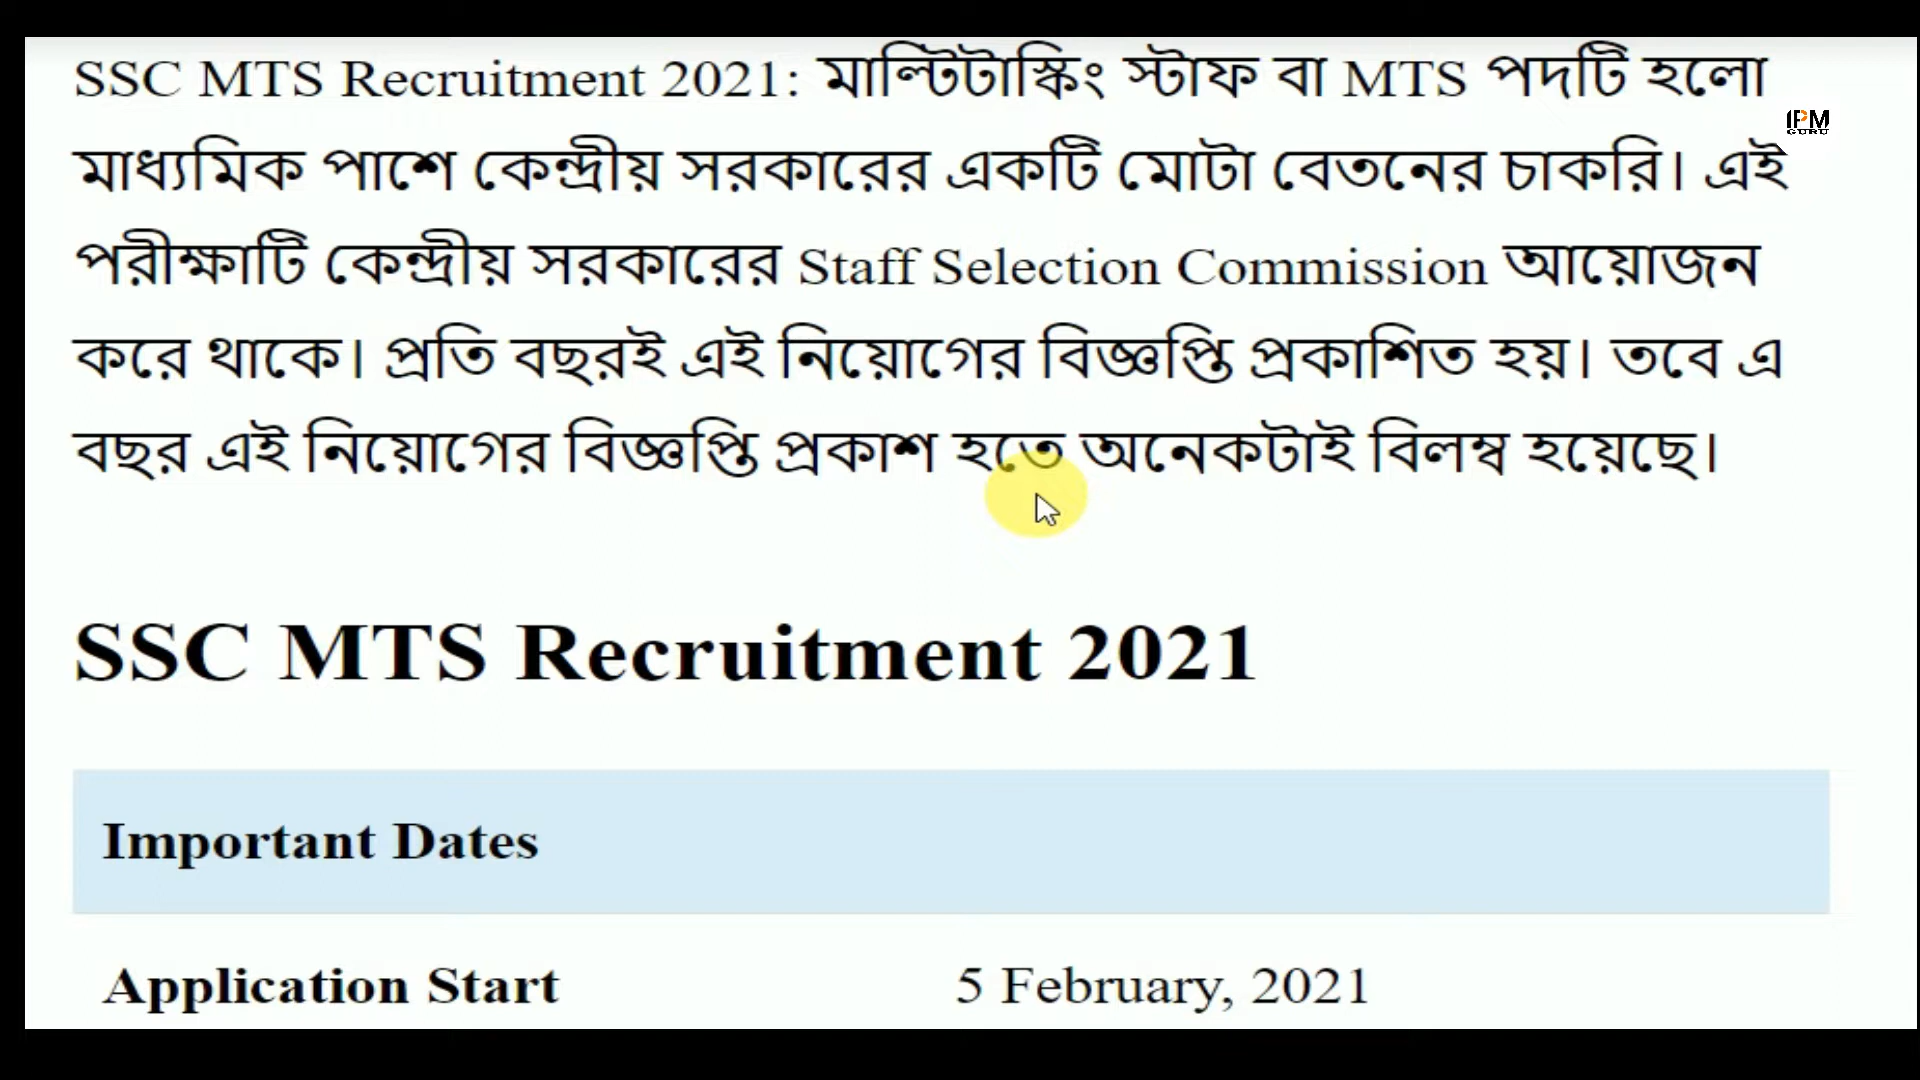 SSC MTS Recruitment 2021: মাল্টিটাস্কিং স্টাফ বা MTS পদটি হলো
IPM
GURU
মাধ্যমিক পাশে কেন্দ্রীয় সরকারের একটি মোটা বেতনের চাকরি। এই
পরীক্ষাটি কেন্দ্রীয় সরকারের Staff Selection Commission আয়োজন
করে থাকে। প্রতি বছরই এই নিয়োগের বিজ্ঞপ্তি প্রকাশিত হয়। তবে এ
বছর এই নিয়োগের বিজ্ঞপ্তি প্রকাশ হতে অনেকটাই বিলম্ব হয়েছে।
SSC MTS Recruitment 2021
Important Dates
Application Start 5 February, 2021